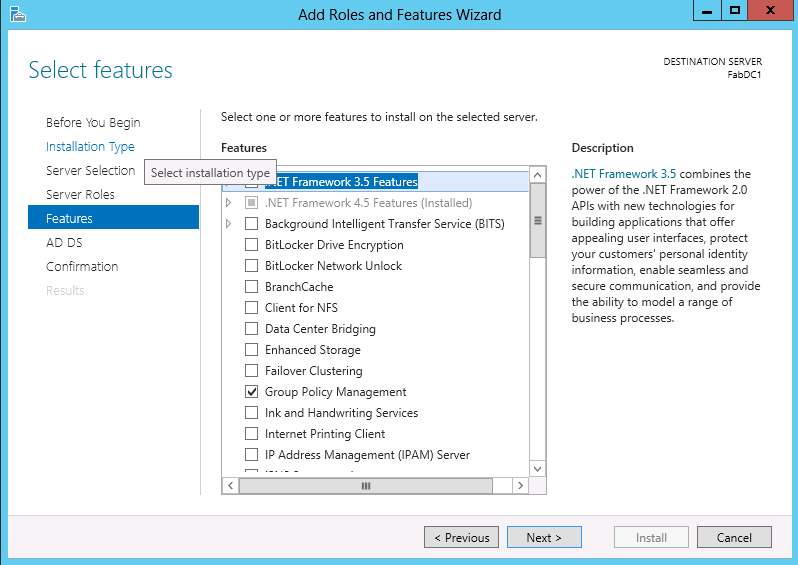 Add Roles and Features Wizard
Select features
DESTINATION SERVER
FabDC1
Before You Begin
Installation Type
Server Selection
Server Roles
Features
AD DS
Confirmation
Results
Select installation type
Select one or more features to install on the selected server.
Features
.NET Framework 3.5 Features
.NET Framework 4.5 Features (Installed)
Background Intelligent Transfer Service (BITS)
BitLocker Drive Encryption
BitLocker Network Unlock
BranchCache
Client for NFS
Data Center Bridging
Enhanced Storage
Failover Clustering
Group Policy Management
Ink and Handwriting Services
Internet Printing Client
IP Address Management (IPAM) Server
Description
.NET Framework 3.5 combines the
power of the .NET Framework 2.0
APIs with new technologies for
building applications that offer
appealing user interfaces, protect
your customers' personal identity
information, enable seamless and
secure communication, and provide
the ability to model a range of
business processes.
< Previous
Next >
Install
Cancel